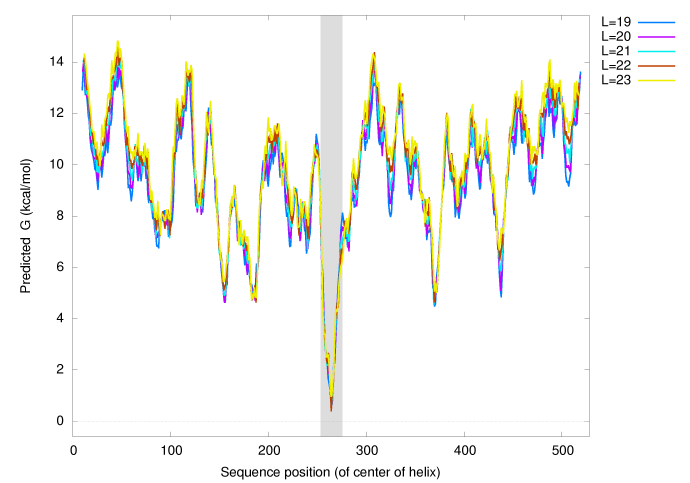 L=19
L=20
L=21
L=22
L=23
14
12
10
8
6
4
2
0
Predicted G (kcal/mol)
0 100 200 300 400 500
Sequence position (of center of helix)